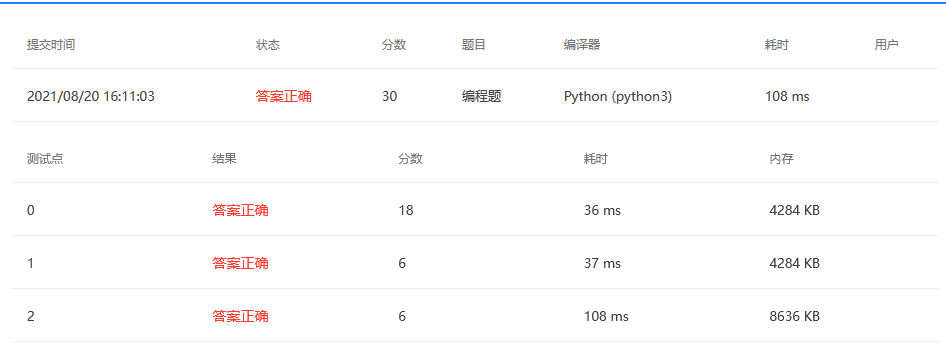 提交时间 状态 分数 题目 编译器 耗时 用户
2021/08/20 16:11:03 答案正确 30 编程题 Python (python3) 108 ms
测试点 结果 分数 耗时 内存
0 答案正确 18 36 ms 4284 KB
1 答案正确 6 37 ms 4284 KB
2 答案正确 6 108 ms 8636 KB